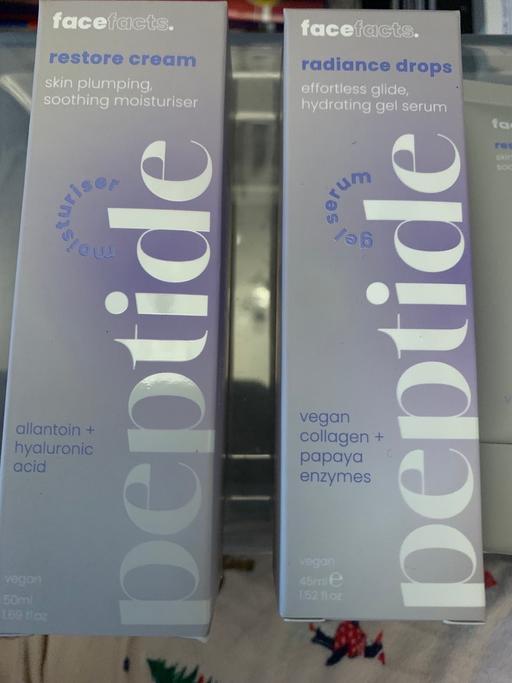 facefacts.
restore cream
skin plumping,
soothing moisturiser
moisturiser
peptide
allantoin +
hyaluronic
acid
vegan
50ml
1.69 fl oz
facefacts.
radiance drops
effortless glide,
hydrating gel serum
gel serum
peptide
vegan
collagen +
papaya
enzymes
vegan
45ml e
1.52 fl oz